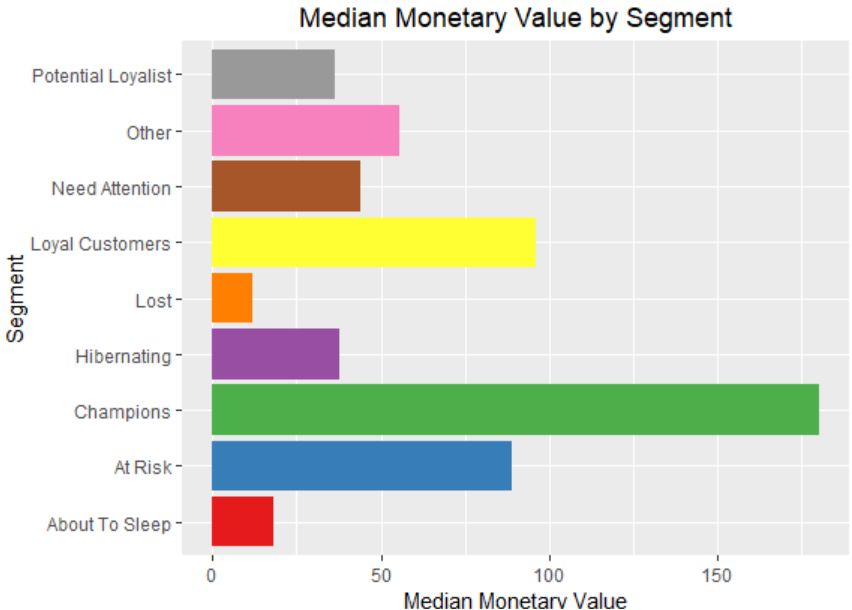 Median Monetary Value by Segment
Segment
Potential Loyalist
Other
Need Attention
Loyal Customers
Lost
Hibernating
Champions
At Risk
About To Sleep
0 50 100 150
Median Monetary Value